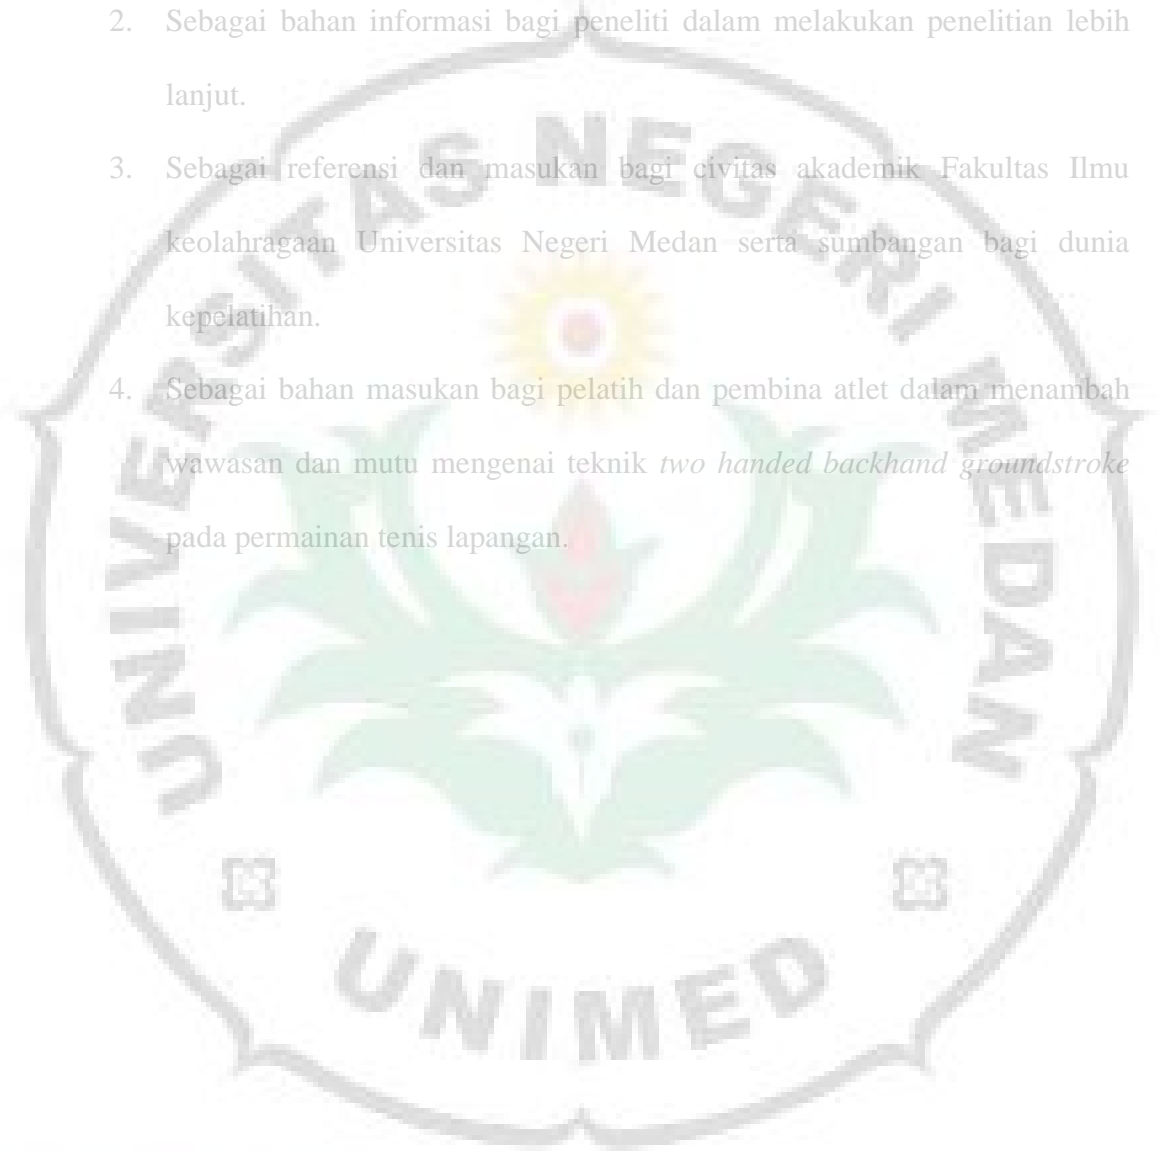 2. Sebagai bahan informasi bagi peneliti dalam melakukan penelitian lebih
lanjut.
3. Sebagai referensi dan masukan bagi civitas akademik Fakultas Ilmu
keolahragaan Universitas Negeri Medan serta sumbangan bagi dunia
kepelatihan.
4. Sebagai bahan masukan bagi pelatih dan pembina atlet dalam menambah
wawasan dan mutu mengenai teknik two handed backhand groundstroke
pada permainan tenis lapangan.
UNIVERSITAS NEGERI MEDAN
UNIMED